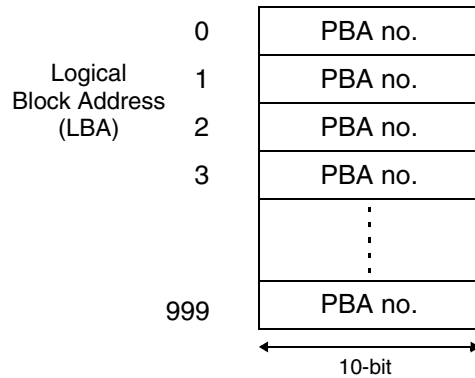 0 PBA no.
Logical
Block Address
(LBA)
1 PBA no.
2 PBA no.
3 PBA no.
999 PBA no.
10-bit